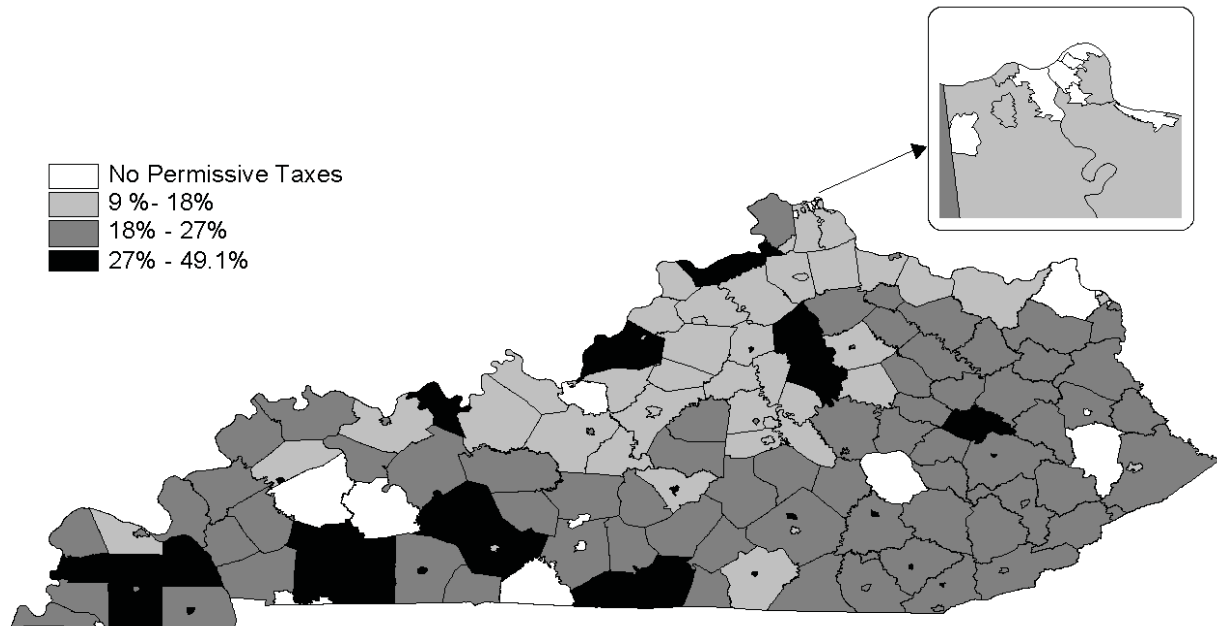 No Permissive Taxes
9 %- 18%
18% - 27%
27% - 49.1%